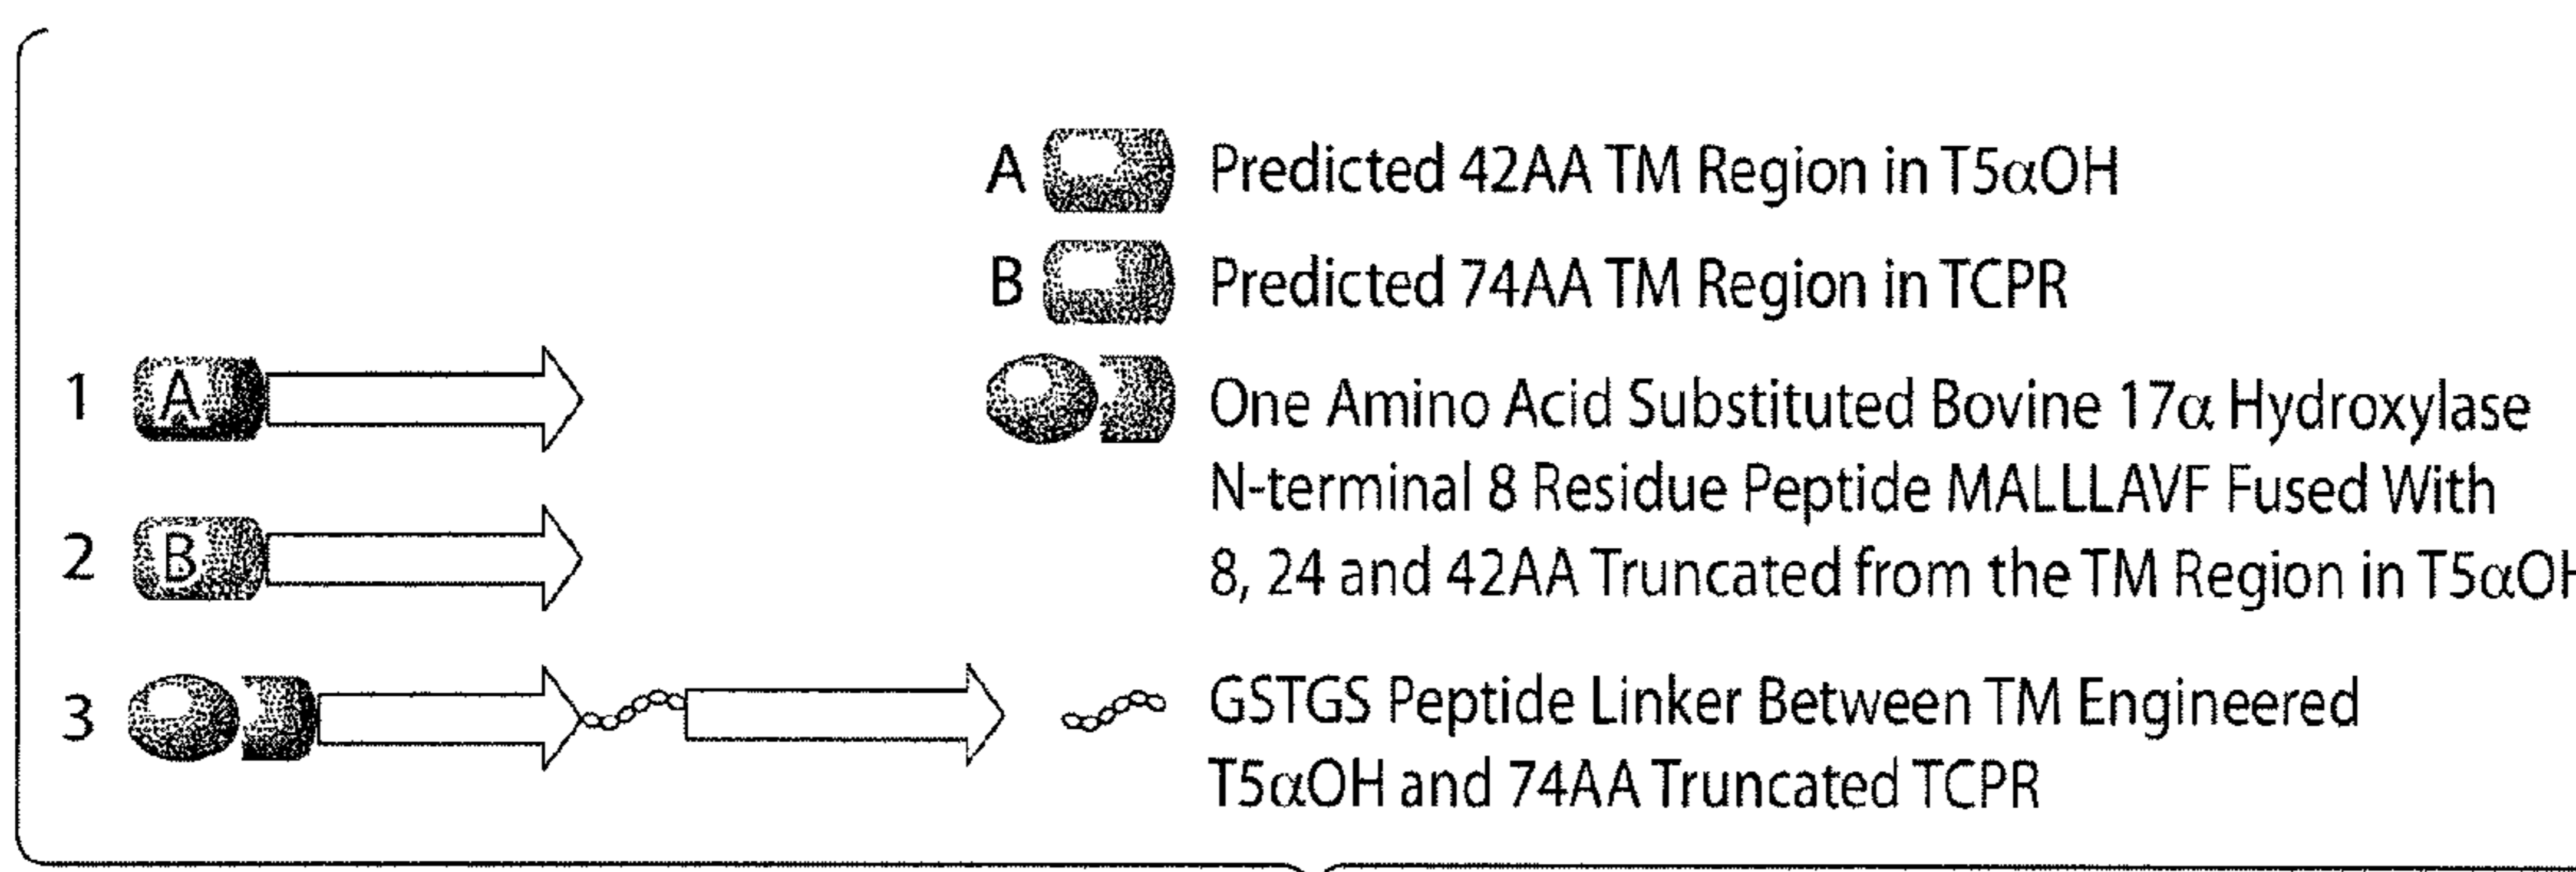 A Predicted 42AA TM Region in T5αOH
B Predicted 74AA TM Region in TCPR
1 A
One Amino Acid Substituted Bovine 17α Hydroxylase
N-terminal 8 Residue Peptide MALLLAVF Fused With
2 B
8, 24 and 42AA Truncated from the TM Region in T5αOH
3
GSTGS Peptide Linker Between TM Engineered
T5αOH and 74AA Truncated TCPR